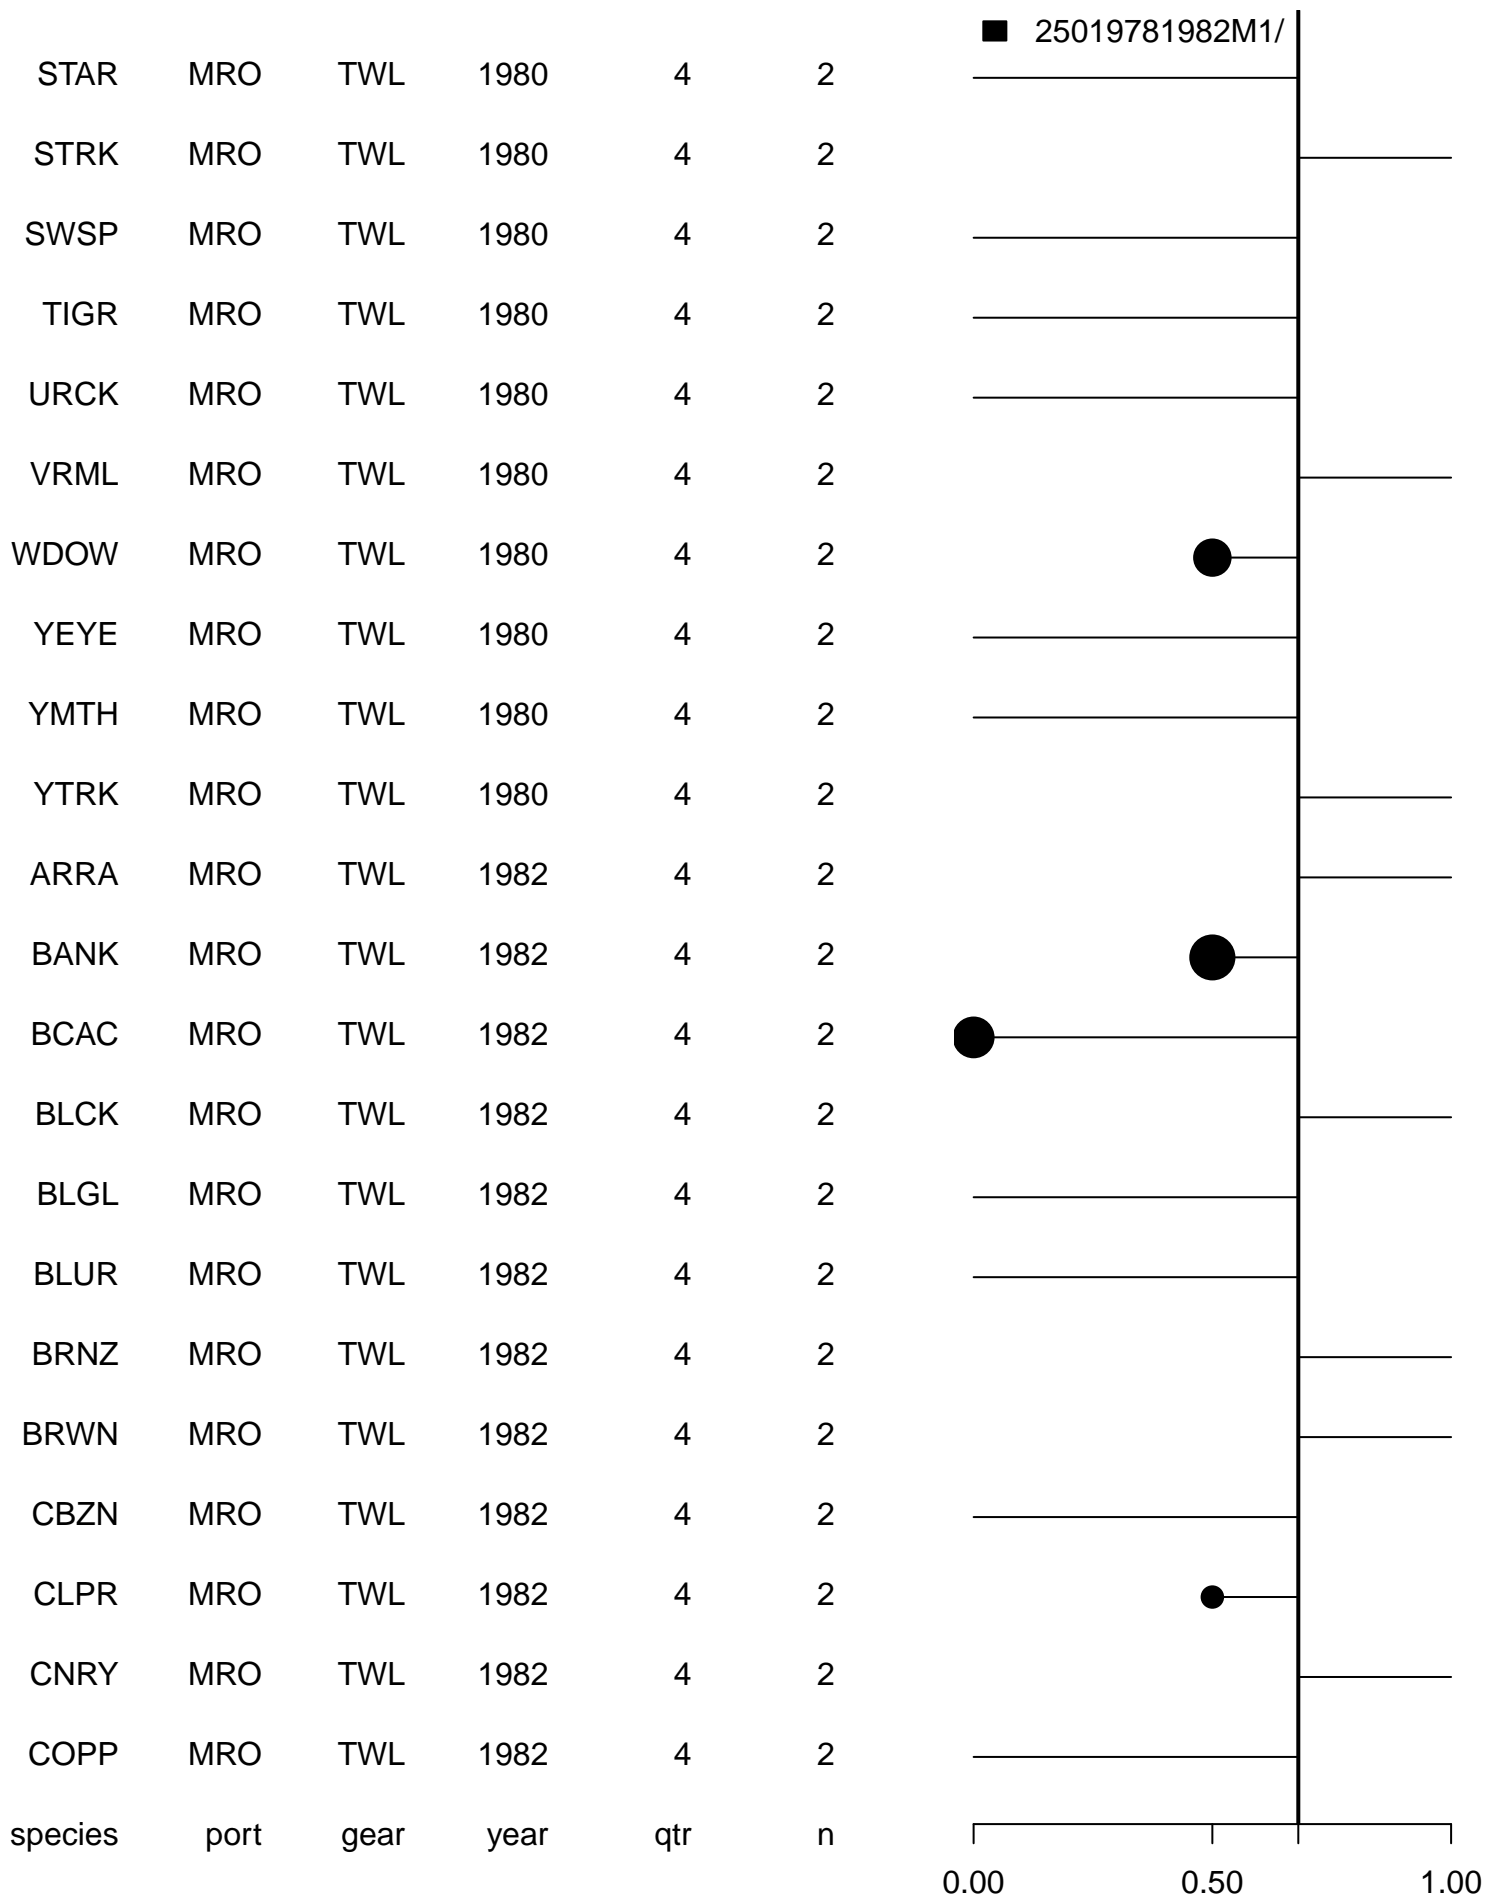 25019781982M1/
STAR MRO TWL 1980 4 2
STRK MRO TWL 1980 4 2
SWSP MRO TWL 1980 4 2
TIGR MRO TWL 1980 4 2
URCK MRO TWL 1980 4 2
VRML MRO TWL 1980 4 2
WDOW MRO TWL 1980 4 2
YEYE MRO TWL 1980 4 2
YMTH MRO TWL 1980 4 2
YTRK MRO TWL 1980 4 2
ARRA MRO TWL 1982 4 2
BANK MRO TWL 1982 4 2
BCAC MRO TWL 1982 4 2
BLCK MRO TWL 1982 4 2
BLGL MRO TWL 1982 4 2
BLUR MRO TWL 1982 4 2
BRNZ MRO TWL 1982 4 2
BRWN MRO TWL 1982 4 2
CBZN MRO TWL 1982 4 2
CLPR MRO TWL 1982 4 2
CNRY MRO TWL 1982 4 2
COPP MRO TWL 1982 4 2
species port gear year qtr n
0.00 0.50 1.00